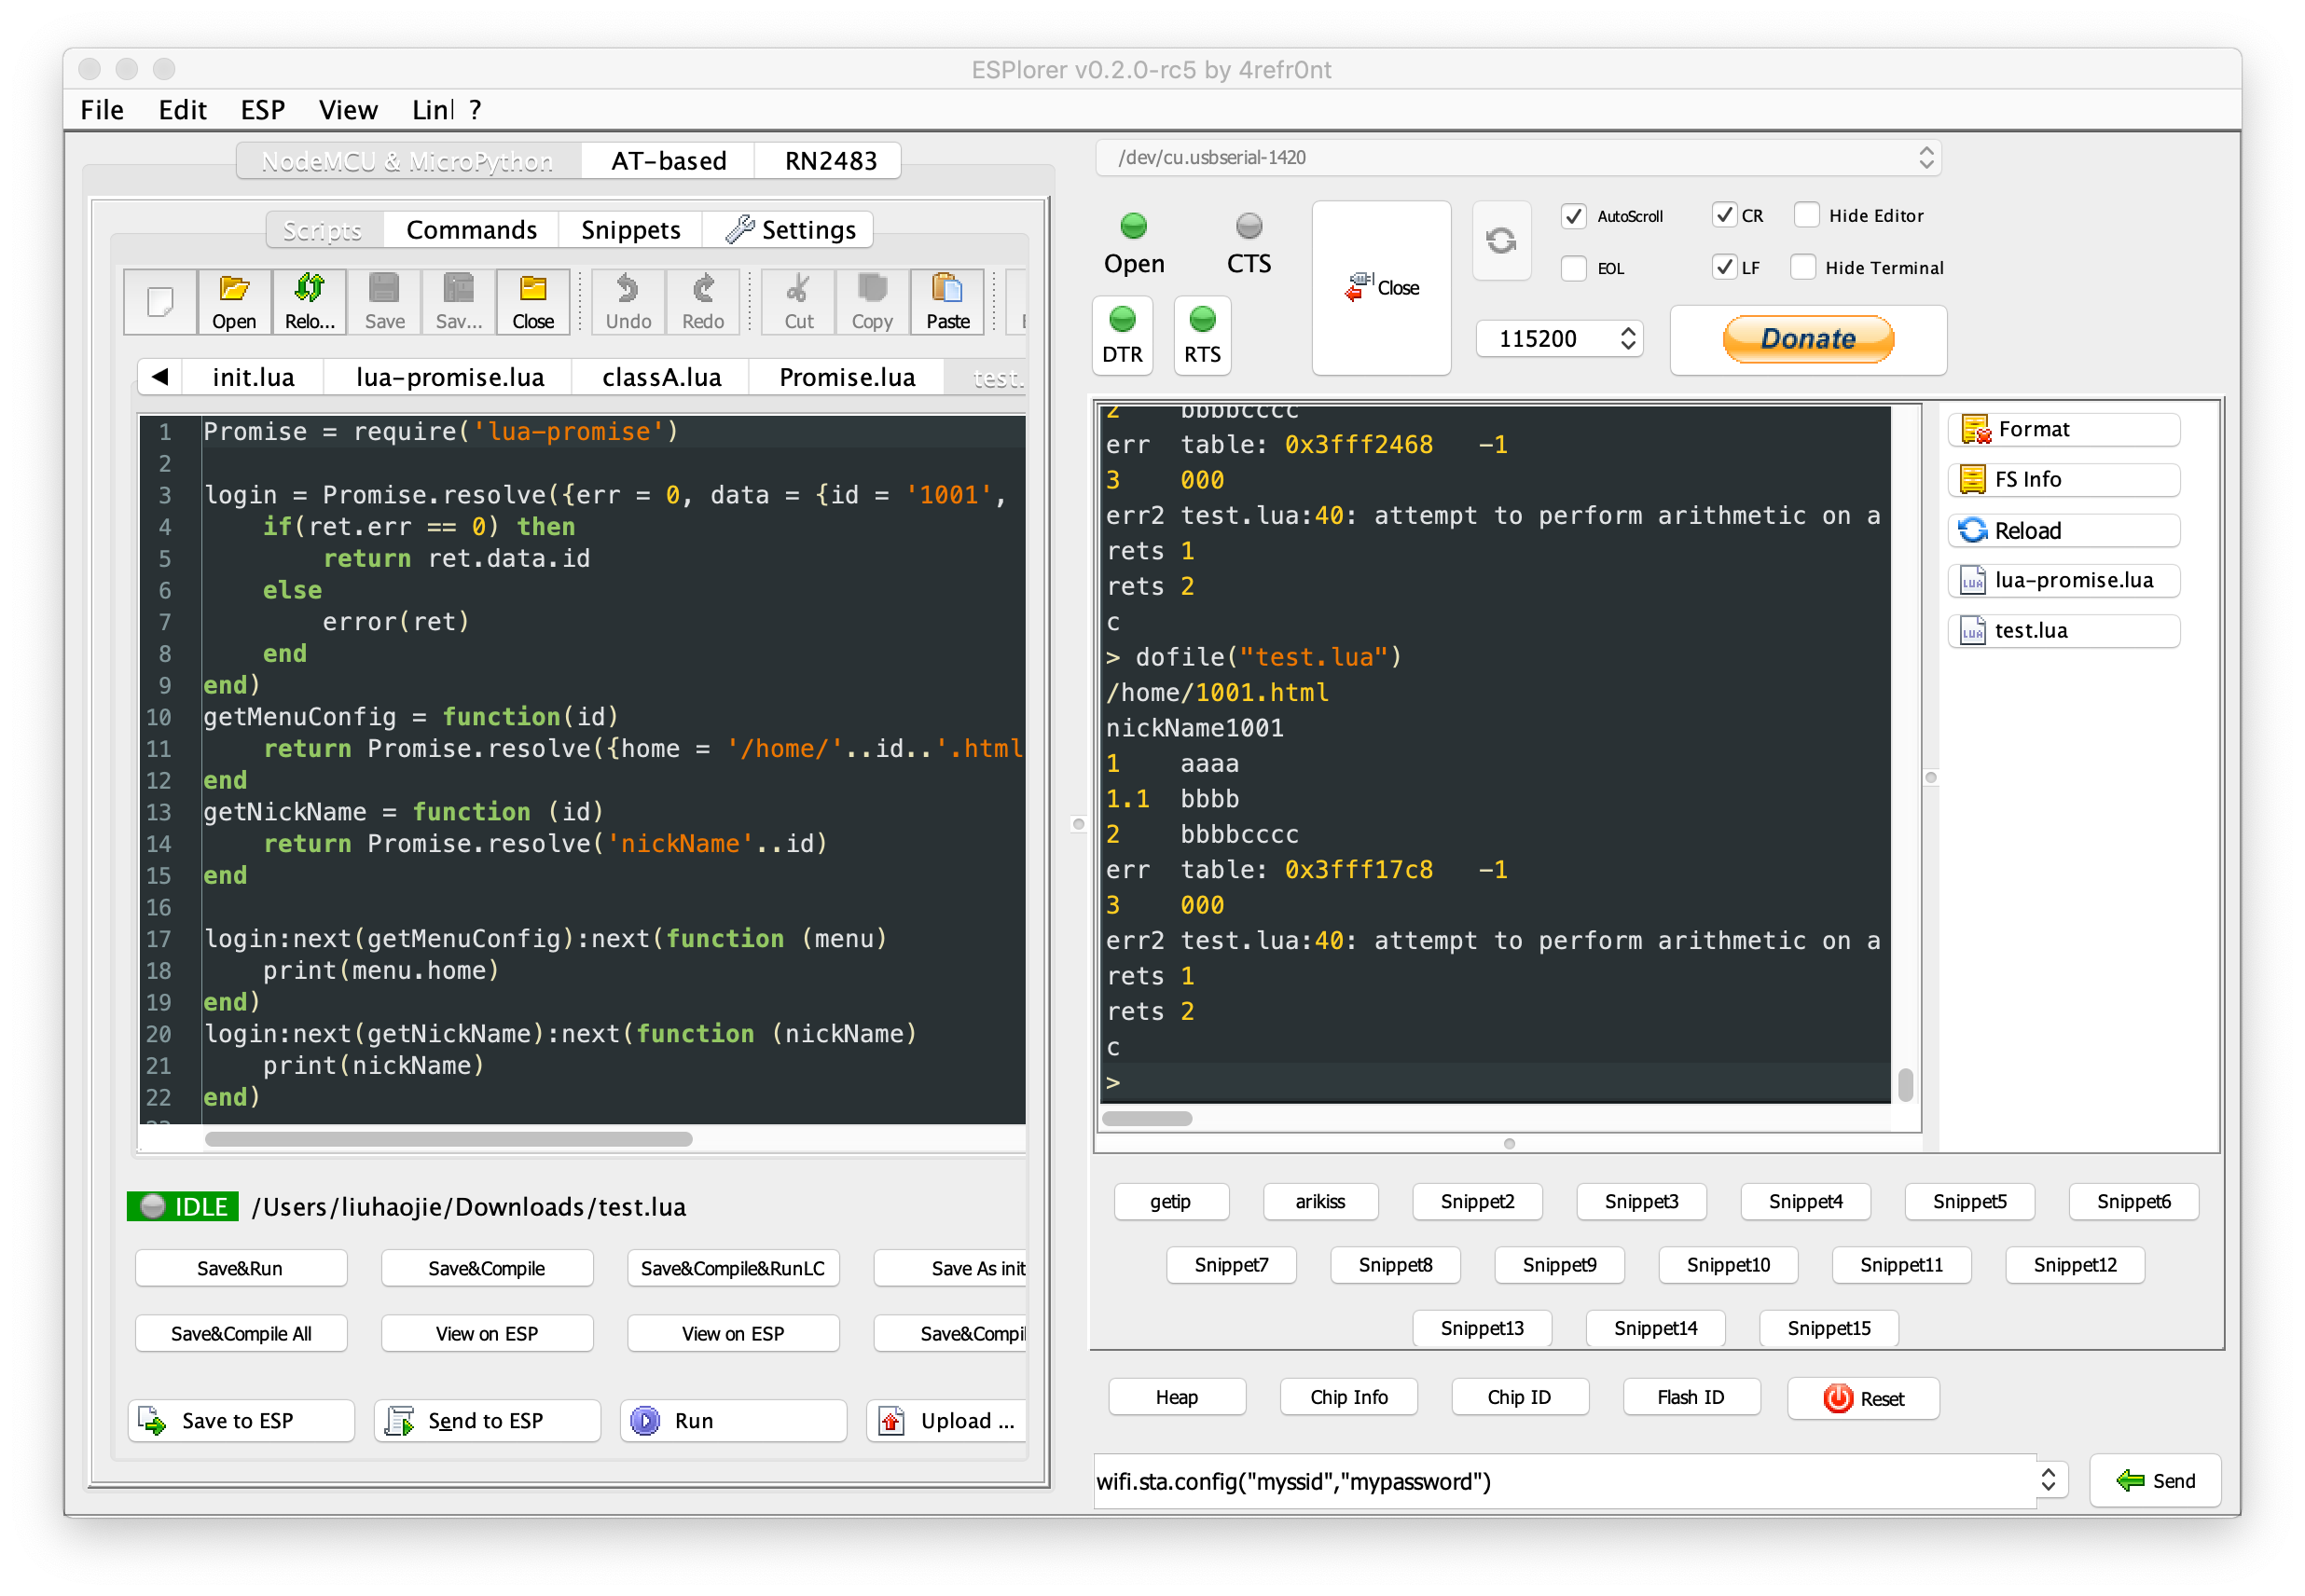 ESPlorer v0.2.0-rc5 by 4refr0nt
File Edit ESP View Linl ?
NodeMCU & MicroPython AT-based RN2483
Scripts Commands Snippets Settings
Open Relo... Save Sav... Close Undo Redo Cut Copy Paste
init.lua lua-promise.lua classA.lua Promise.lua test.
1 Promise = require('lua-promise')
2
3 login = Promise.resolve({err = 0, data = {id = '1001',
4 if(ret.err == 0) then
5 return ret.data.id
6 else
7 error(ret)
8 end
9 end)
10 getMenuConfig = function(id)
11 return Promise.resolve({home = '/home/'..id..'.html
12 end
13 getNickName = function (id)
14 return Promise.resolve('nickName'..id)
15 end
16
17 login:next(getMenuConfig):next(function (menu)
18 print(menu.home)
19 end)
20 login:next(getNickName):next(function (nickName)
21 print(nickName)
22 end)
IDLE /Users/liuhaojie/Downloads/test.lua
Save&Run Save&Compile Save&Compile&RunLC Save As init
Save&Compile All View on ESP View on ESP Save&Compil
Save to ESP Send to ESP Run Upload ...
/dev/cu.usbserial-1420
Open CTS Close AutoScroll CR Hide Editor
EOL LF Hide Terminal
DTR RTS 115200 Donate
2 bbbbcccc
err table: 0x3fff2468 -1
3 000
err2 test.lua:40: attempt to perform arithmetic on a
rets 1
rets 2
c
> dofile("test.lua")
/home/1001.html
nickName1001
1 aaaa
1.1 bbbb
2 bbbbcccc
err table: 0x3fff17c8 -1
3 000
err2 test.lua:40: attempt to perform arithmetic on a
rets 1
rets 2
c
>
Format
FS Info
Reload
LUA lua-promise.lua
LUA test.lua
getip arikiss Snippet2 Snippet3 Snippet4 Snippet5 Snippet6
Snippet7 Snippet8 Snippet9 Snippet10 Snippet11 Snippet12
Snippet13 Snippet14 Snippet15
Heap Chip Info Chip ID Flash ID Reset
wifi.sta.config("myssid","mypassword") Send